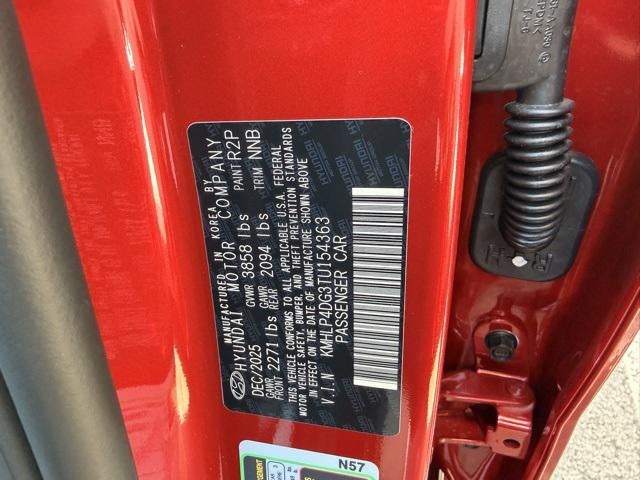 MANUFACTURED IN KOREA BY
HYUNDAI MOTOR COMPANY
DEC/2025 GVWR 3858 lbs PAINT R2P
GAWR FRONT 2271 lbs GAWR REAR 2094 lbs TRIM NNB
THIS VEHICLE CONFORMS TO ALL APPLICABLE U.S.A. FEDERAL
MOTOR VEHICLE SAFETY, BUMPER, AND THEFT PREVENTION STANDARDS
IN EFFECT ON THE DATE OF MANUFACTURE SHOWN ABOVE
V.I.N KMHLP4DG3TU154363
PASSENGER CAR
N57